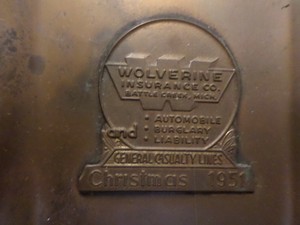 WOLVERINE
INSURANCE CO.
BATTLE CREEK, MICH.
W
: AUTOMOBILE
and : BURGLARY
: LIABILITY
GENERAL CASUALTY LINES
Christmas 1951